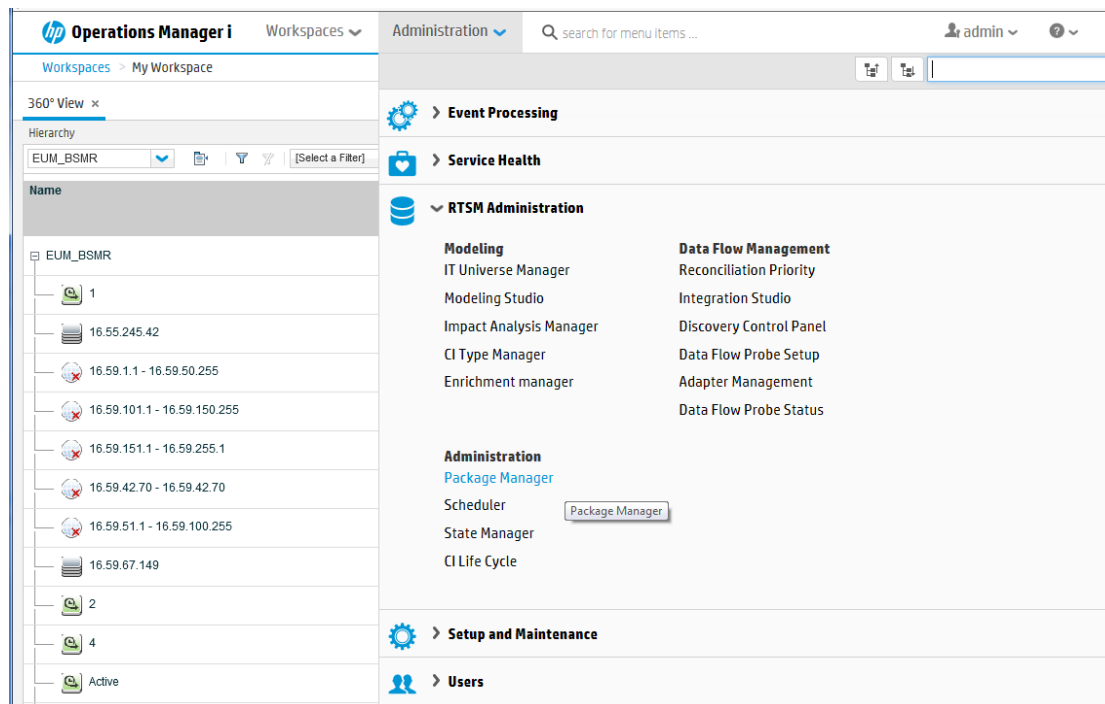 hp Operations Manager i Workspaces Administration search for menu items ... admin ?
Workspaces > My Workspace
360° View ×
Hierarchy
EUM_BSMR [Select a Filter]
Name
EUM_BSMR
1
16.55.245.42
16.59.1.1 - 16.59.50.255
16.59.101.1 - 16.59.150.255
16.59.151.1 - 16.59.255.1
16.59.42.70 - 16.59.42.70
16.59.51.1 - 16.59.100.255
16.59.67.149
2
4
Active
Event Processing
Service Health
RTSM Administration
Modeling
IT Universe Manager
Modeling Studio
Impact Analysis Manager
CI Type Manager
Enrichment manager
Data Flow Management
Reconciliation Priority
Integration Studio
Discovery Control Panel
Data Flow Probe Setup
Adapter Management
Data Flow Probe Status
Administration
Package Manager
Scheduler
Package Manager
State Manager
CI Life Cycle
Setup and Maintenance
Users